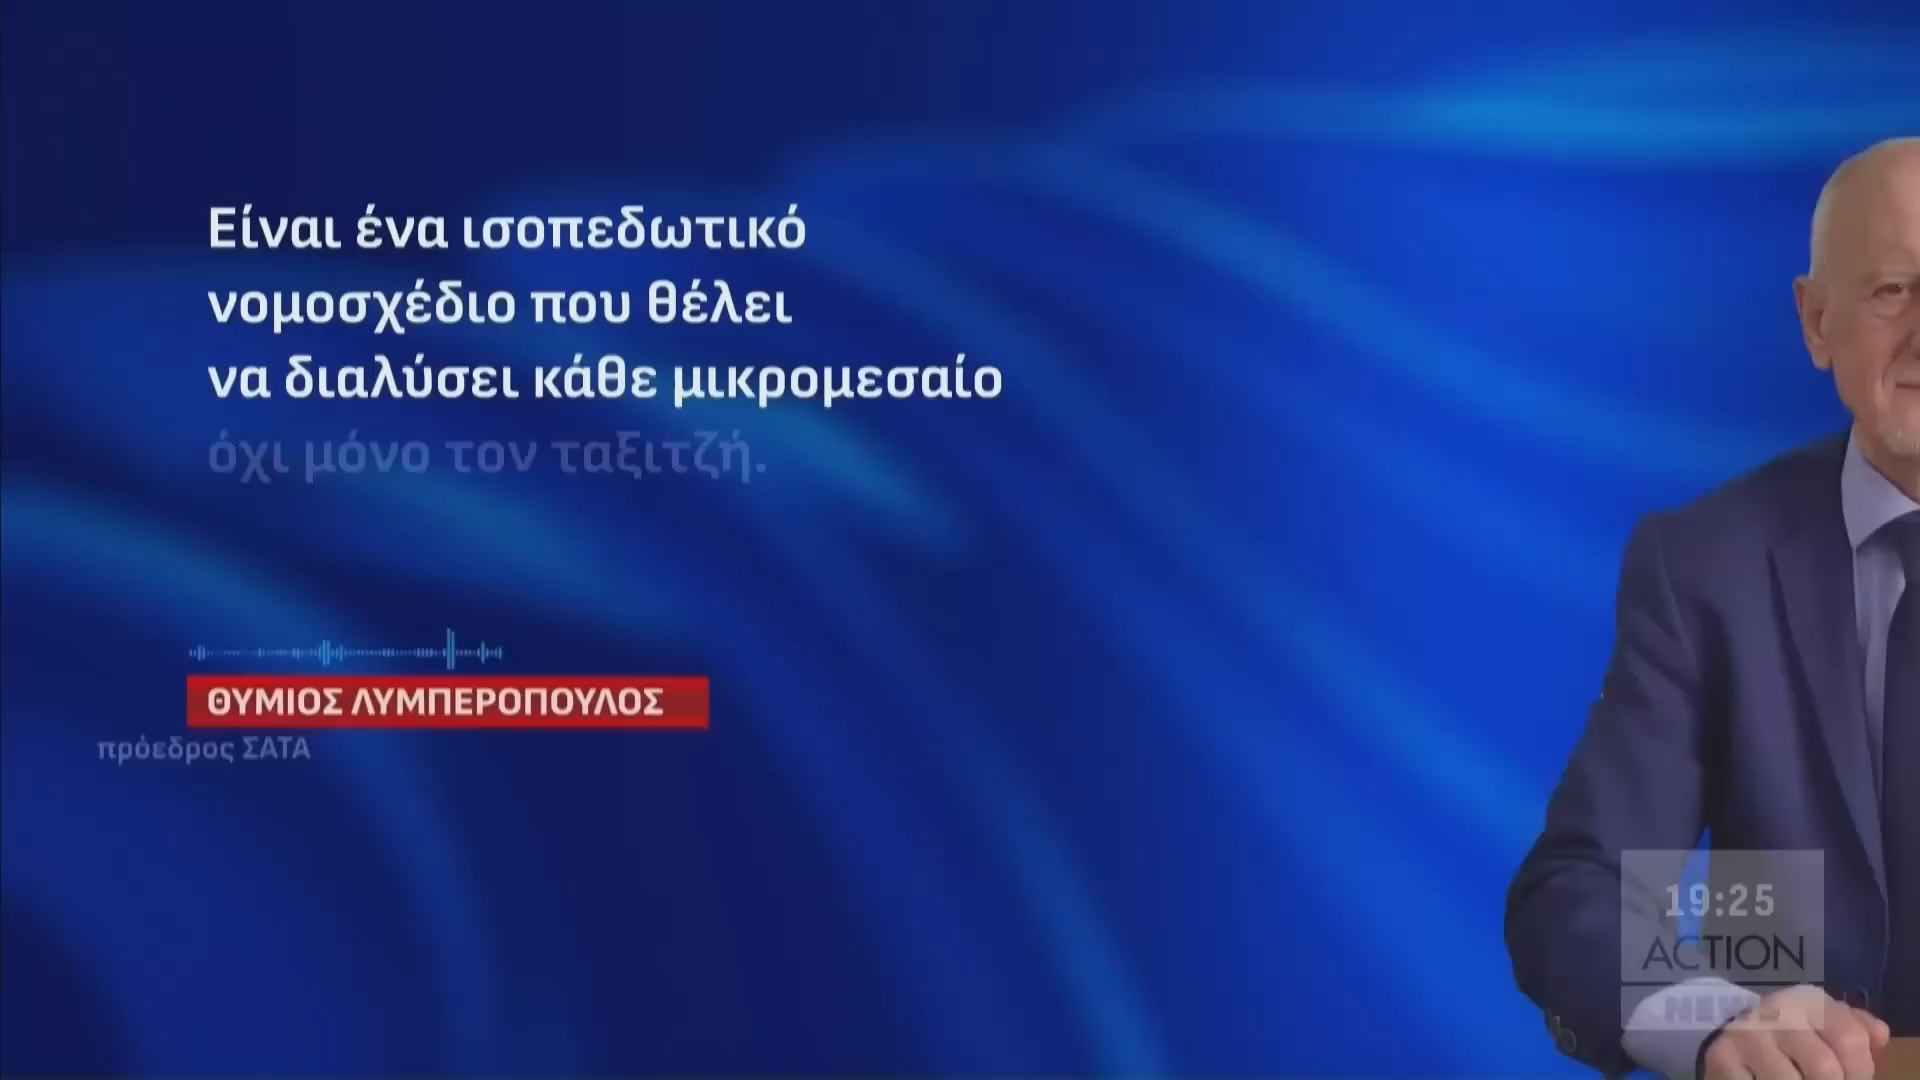 Είναι ένα ισοπεδωτικό
νομοσχέδιο που θέλει
να διαλύσει κάθε μικρομεσαίο
όχι μόνο τον ταξιτζή.
ΘΥΜΙΟΣ ΛΥΜΠΕΡΟΠΟΥΛΟΣ
πρόεδρος ΣΑΤΑ
19:25
ACTION
NEWS